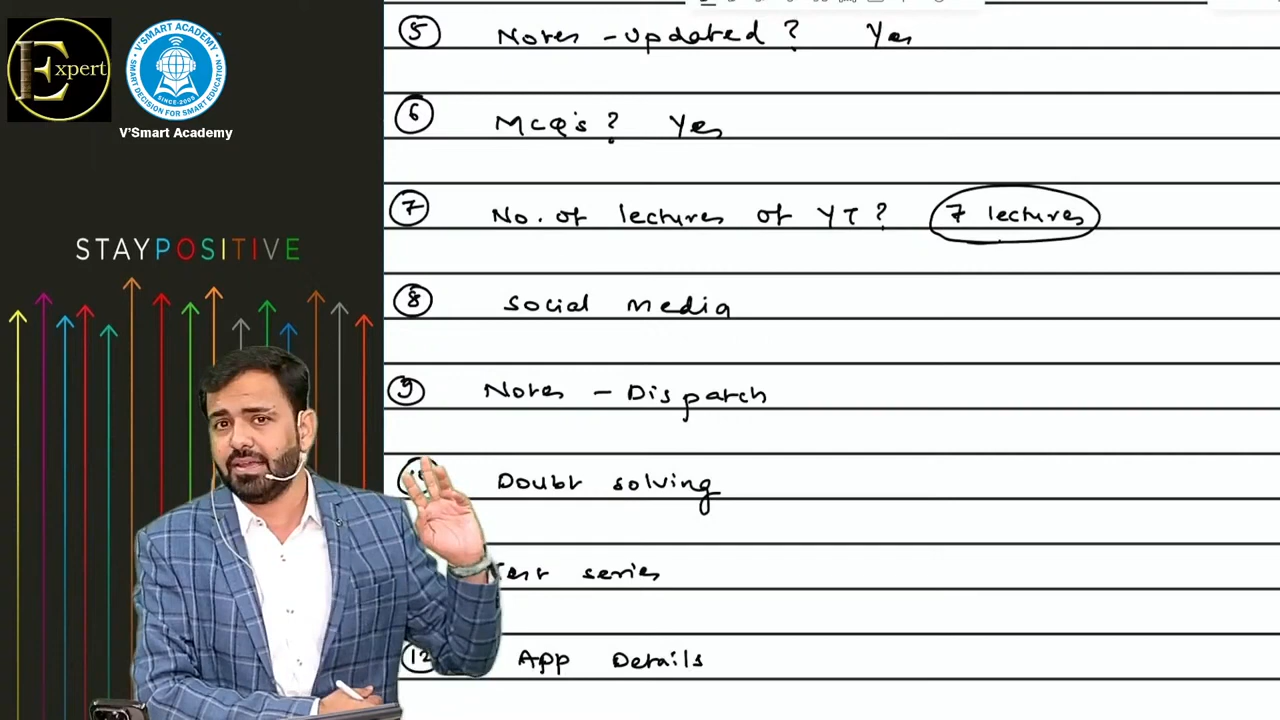 Expert
V'SMART ACADEMY
SMART DECISION FOR SMART EDUCATION
SINCE-2005
V'Smart Academy
STAYPOSITIVE
5 Notes - updated? Yes
6 MCQ's? Yes
7 No. of lectures of YT? 7 lectures
8 Social media
9 Notes - Dispatch
Doubt solving
Test series
12 App Details